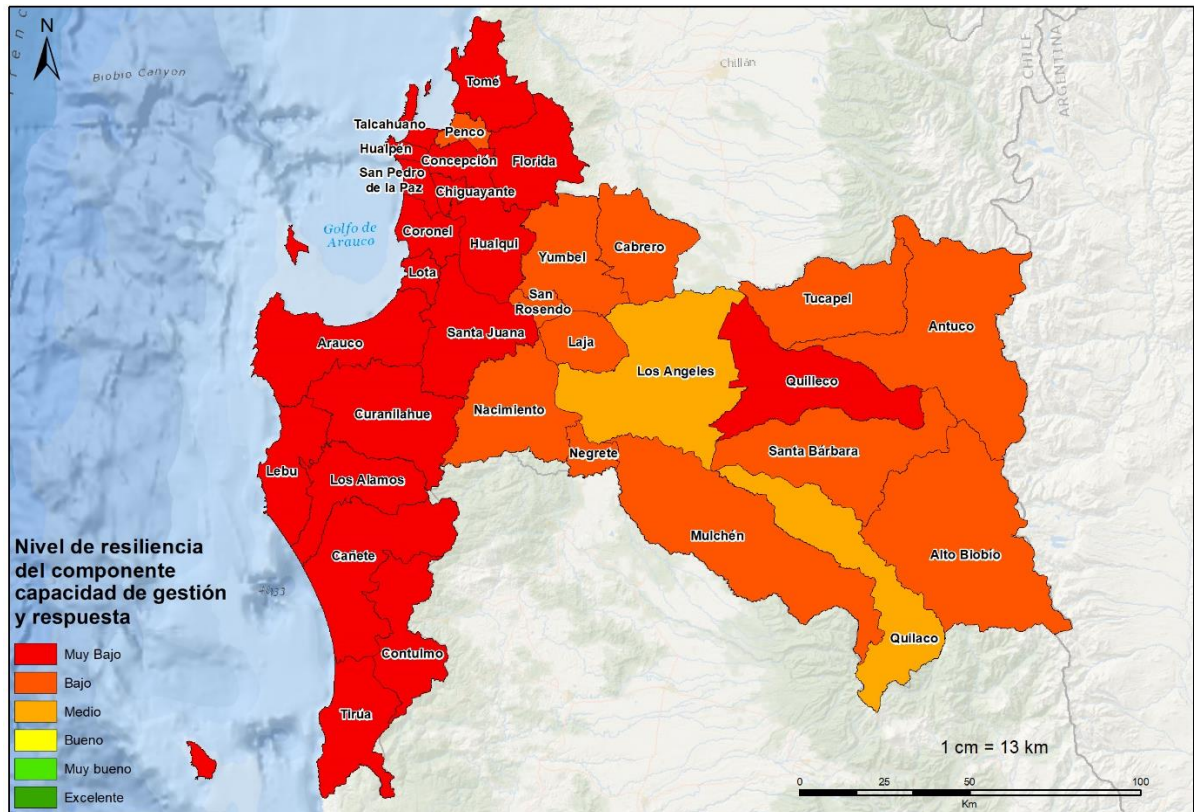 N
Biobio Canyon
Chillán
CHILE
ARGENTINA
Tomé
Talcahuano
Penco
Hualpén
Concepción
Florida
San Pedro
de la Paz
Chiguayante
Golfo de
Arauco
Coronel
Hualqui
Yumbel
Cabrero
Lota
San
Rosendo
Tucapel
Antuco
Arauco
Santa Juana
Laja
Los Angeles
Quilleco
Curanilahue
Nacimiento
Negrete
Santa Bárbara
Lebu
Los Alamos
Mulchén
Alto Biobío
Cañete
Quilaco
Contulmo
Tirúa
Nivel de resiliencia
del componente
capacidad de gestión
y respuesta
Muy Bajo
Bajo
Medio
Bueno
Muy bueno
Excelente
1 cm = 13 km
0 25 50 100
Km